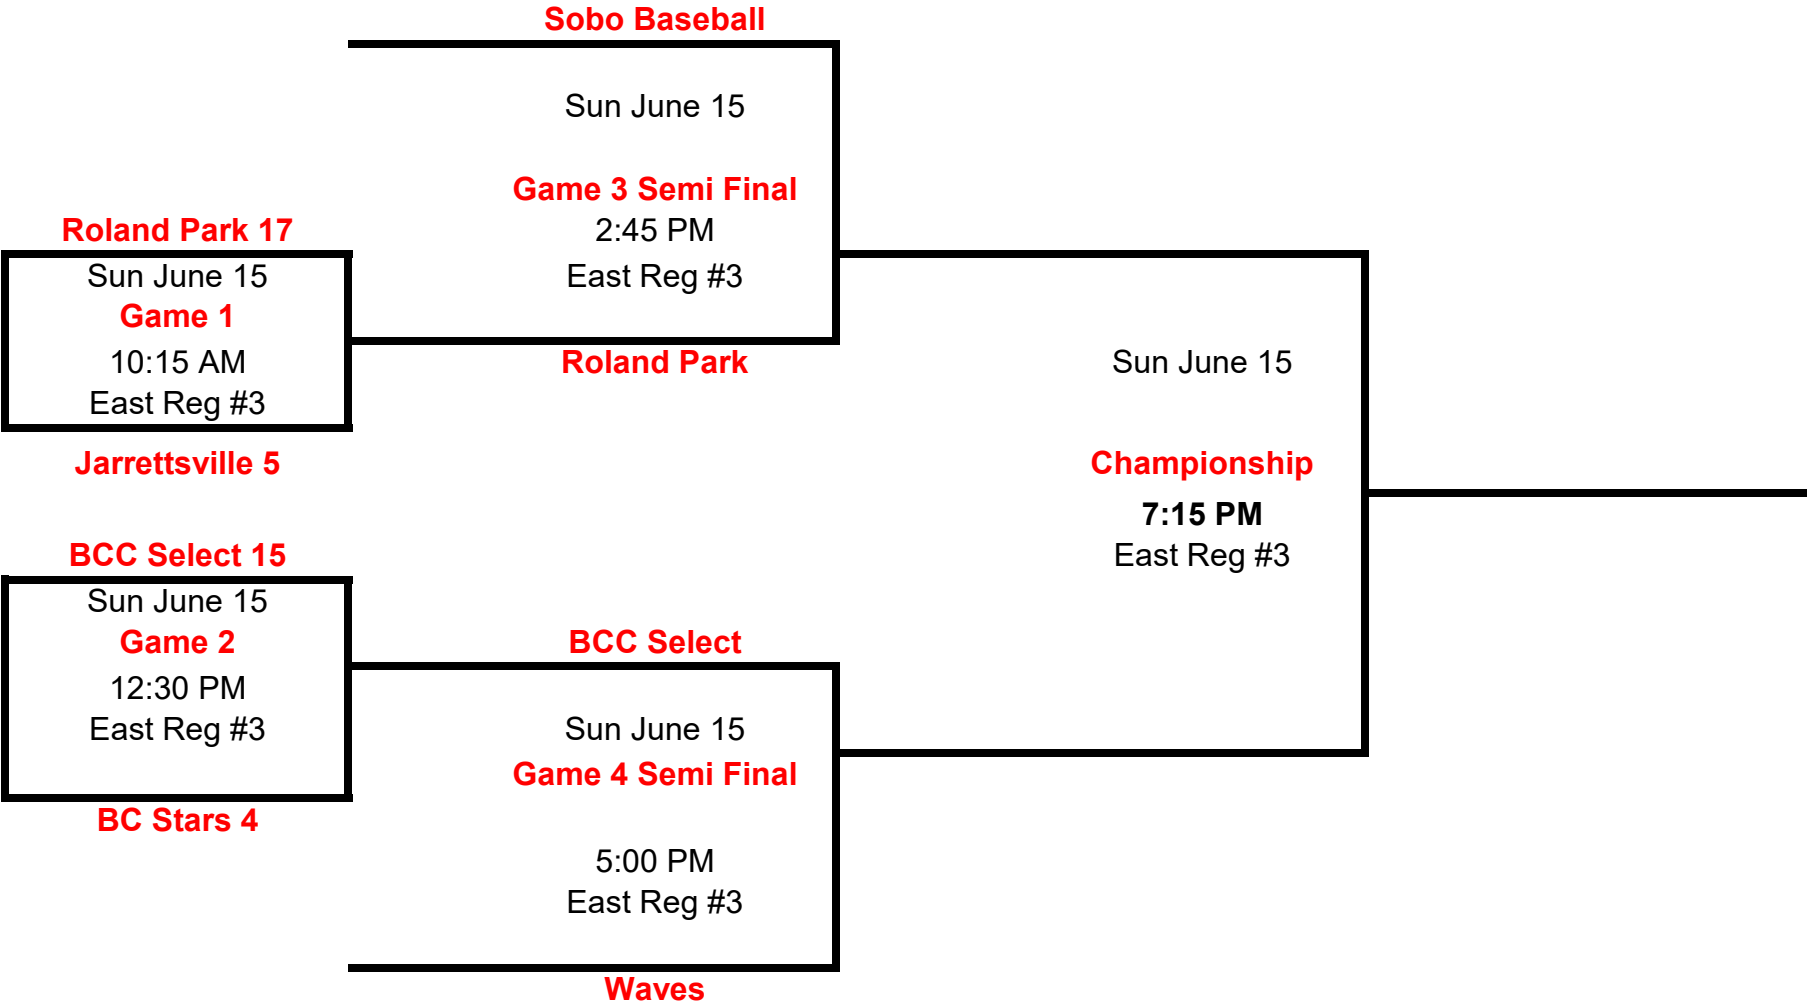 Sobo Baseball
Sun June 15
Game 3 Semi Final
2:45 PM
East Reg #3
Roland Park 17
Sun June 15
Game 1
10:15 AM
East Reg #3
Jarrettsville 5
Roland Park
Sun June 15
Championship
7:15 PM
East Reg #3
BCC Select 15
Sun June 15
Game 2
12:30 PM
East Reg #3
BC Stars 4
BCC Select
Sun June 15
Game 4 Semi Final
5:00 PM
East Reg #3
Waves